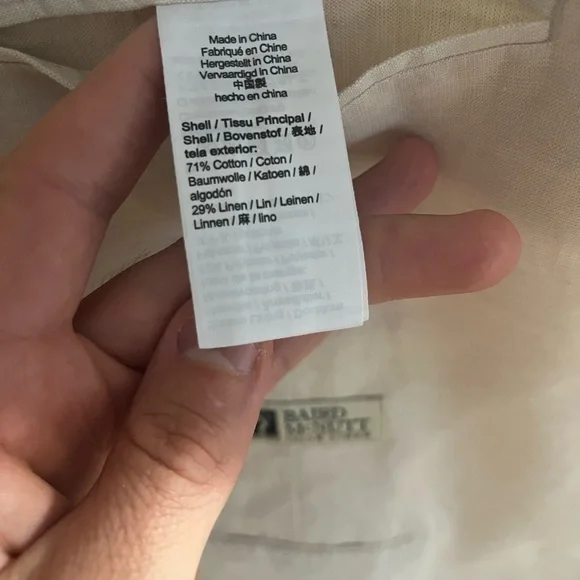 Made in China
Fabriqué en Chine
Hergestellt in China
Vervaardigd in China
中国製
hecho en china
Shell / Tissu Principal /
Shell / Bovenstof / 表地 /
tela exterior:
71% Cotton / Coton /
Baumwolle / Katoen / 綿 /
algodón
29% Linen / Lin / Leinen /
Linnen / 麻 / lino
BAIRD
McNUTT